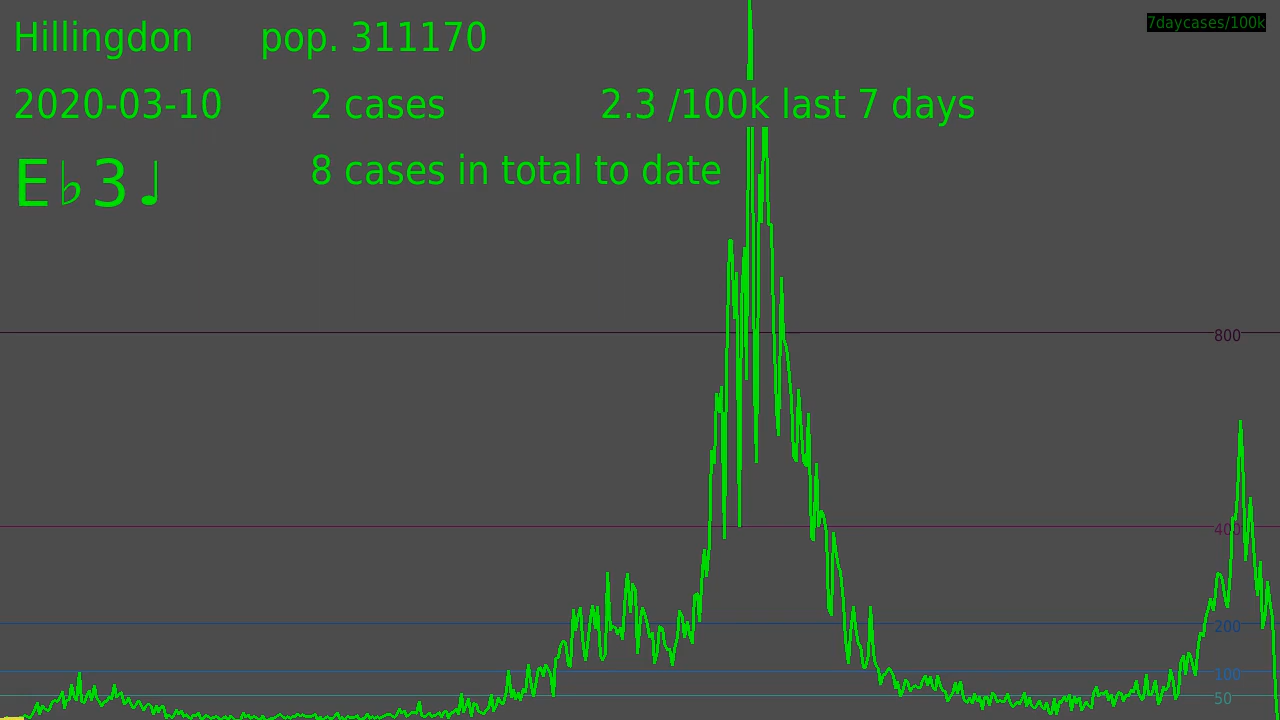 Hillingdon pop. 311170
7daycases/100k
2020-03-10 2 cases 2.3 /100k last 7 days
E♭3♩ 8 cases in total to date
800
400
200
100
50